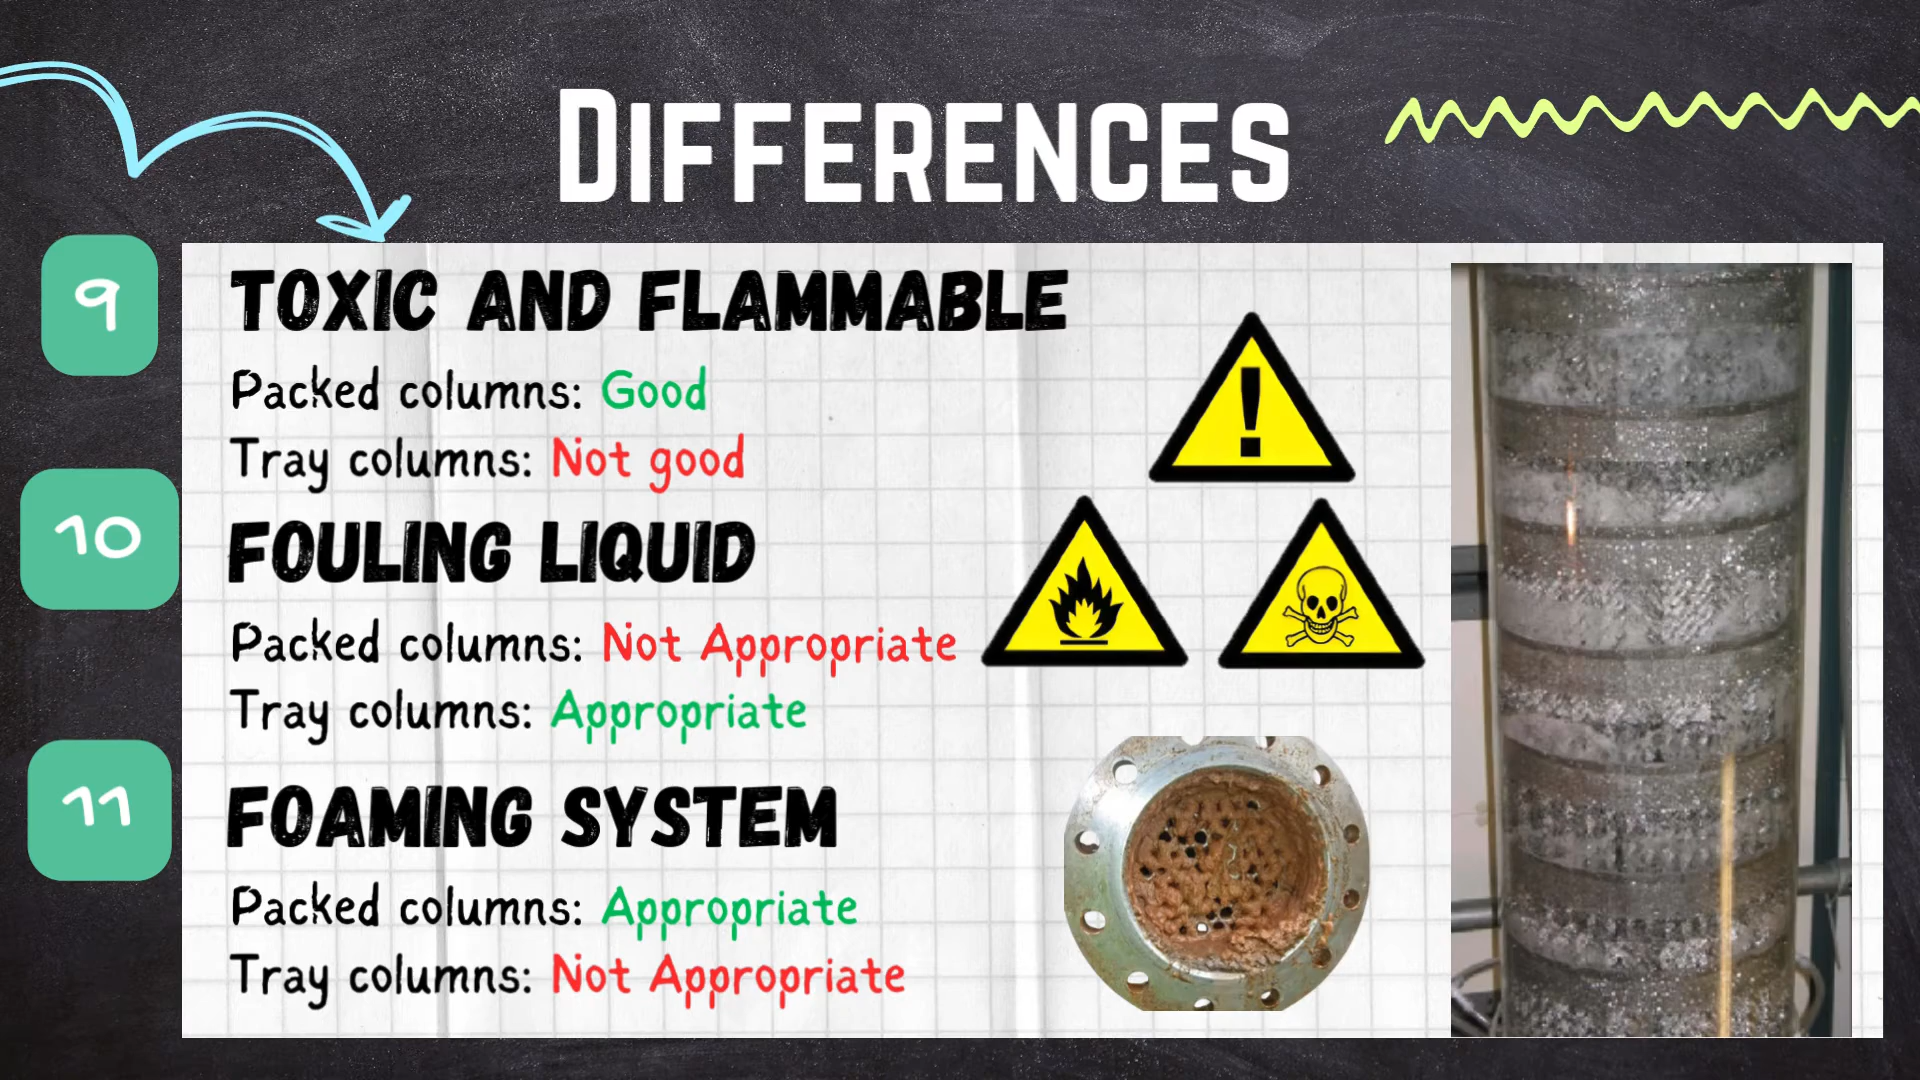 DIFFERENCES
9
TOXIC AND FLAMMABLE
Packed columns: Good
Tray columns: Not good
10
FOULING LIQUID
Packed columns: Not Appropriate
Tray columns: Appropriate
11
FOAMING SYSTEM
Packed columns: Appropriate
Tray columns: Not Appropriate
!